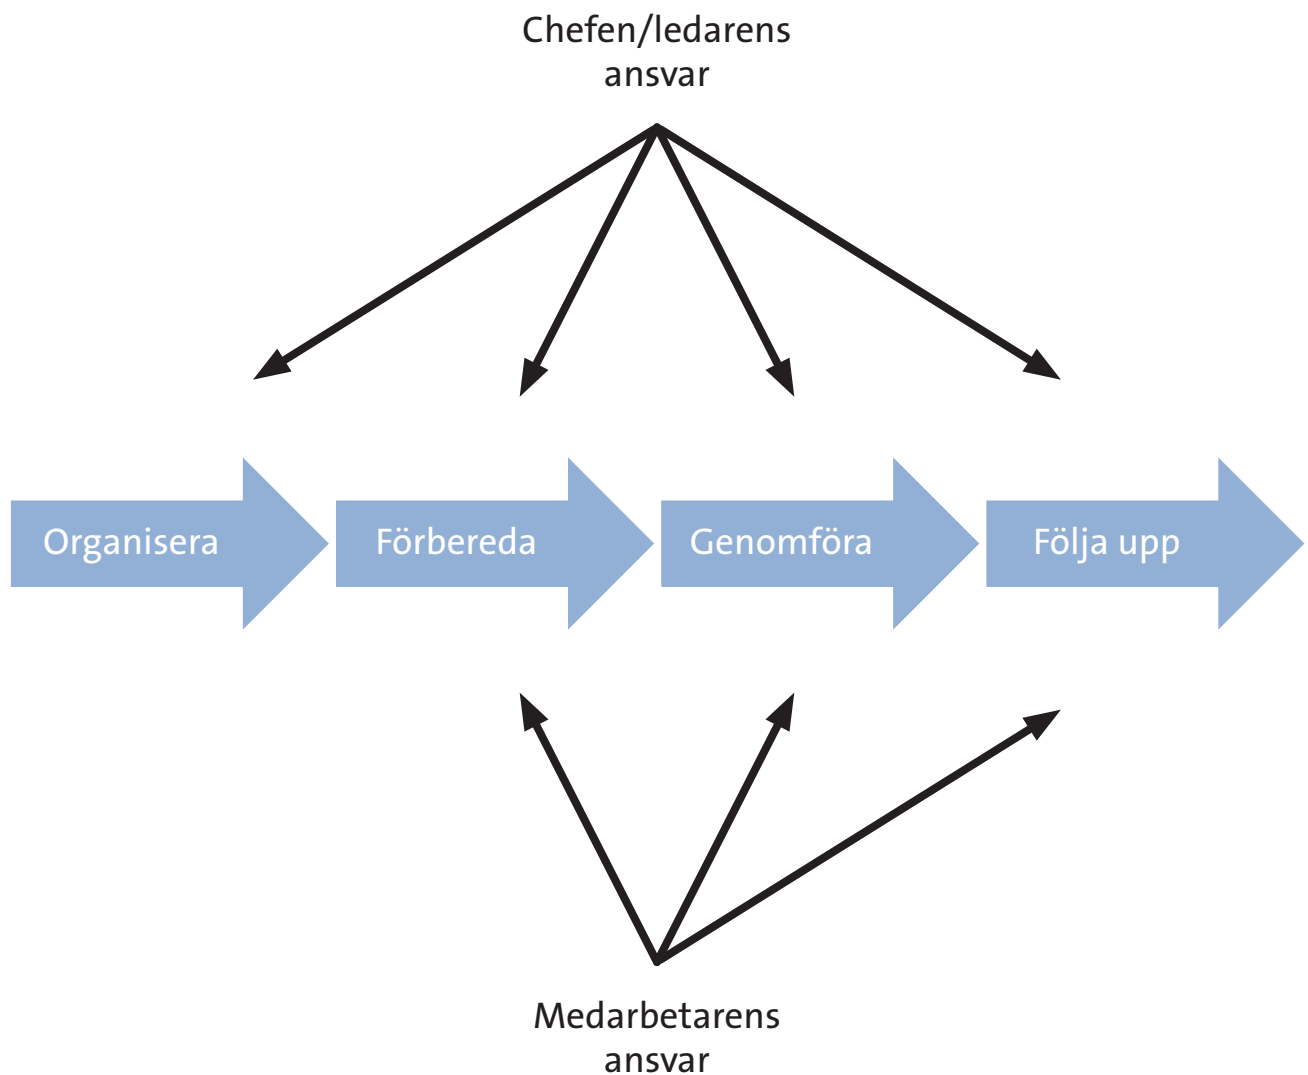 Chefen/ledarens
ansvar
Organisera
Förbereda
Genomföra
Följa upp
Medarbetarens
ansvar